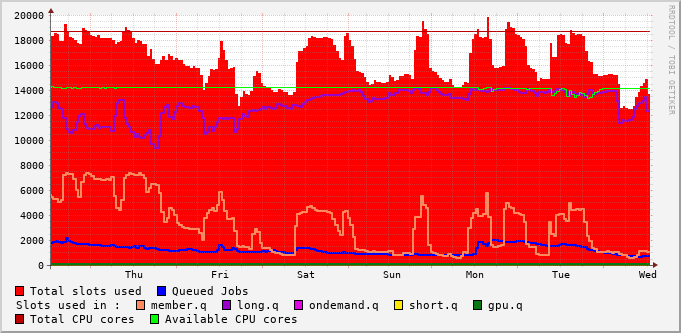 20000
18000
16000
14000
12000
10000
8000
6000
4000
2000
0
Thu Fri Sat Sun Mon Tue Wed
RRDTOOL / TOBI OETIKER
Total slots used Queued Jobs
Slots used in : member.q long.q ondemand.q short.q gpu.q
Total CPU cores Available CPU cores